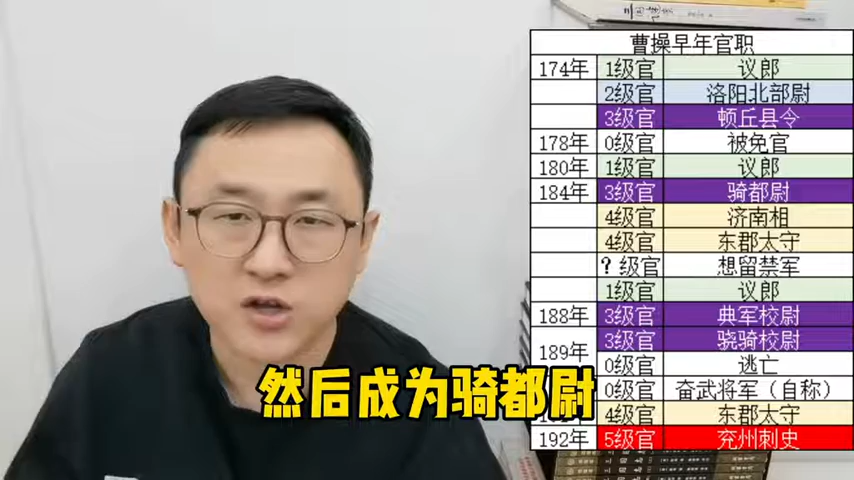 曹操早年官职
174年 1级官 议郎
2级官 洛阳北部尉
3级官 顿丘县令
178年 0级官 被免官
180年 1级官 议郎
184年 3级官 骑都尉
4级官 济南相
4级官 东郡太守
？级官 想留禁军
1级官 议郎
188年 3级官 典军校尉
189年 3级官 骁骑校尉
0级官 逃亡
0级官 奋武将军（自称）
4级官 东郡太守
192年 5级官 兖州刺史
然后成为骑都尉